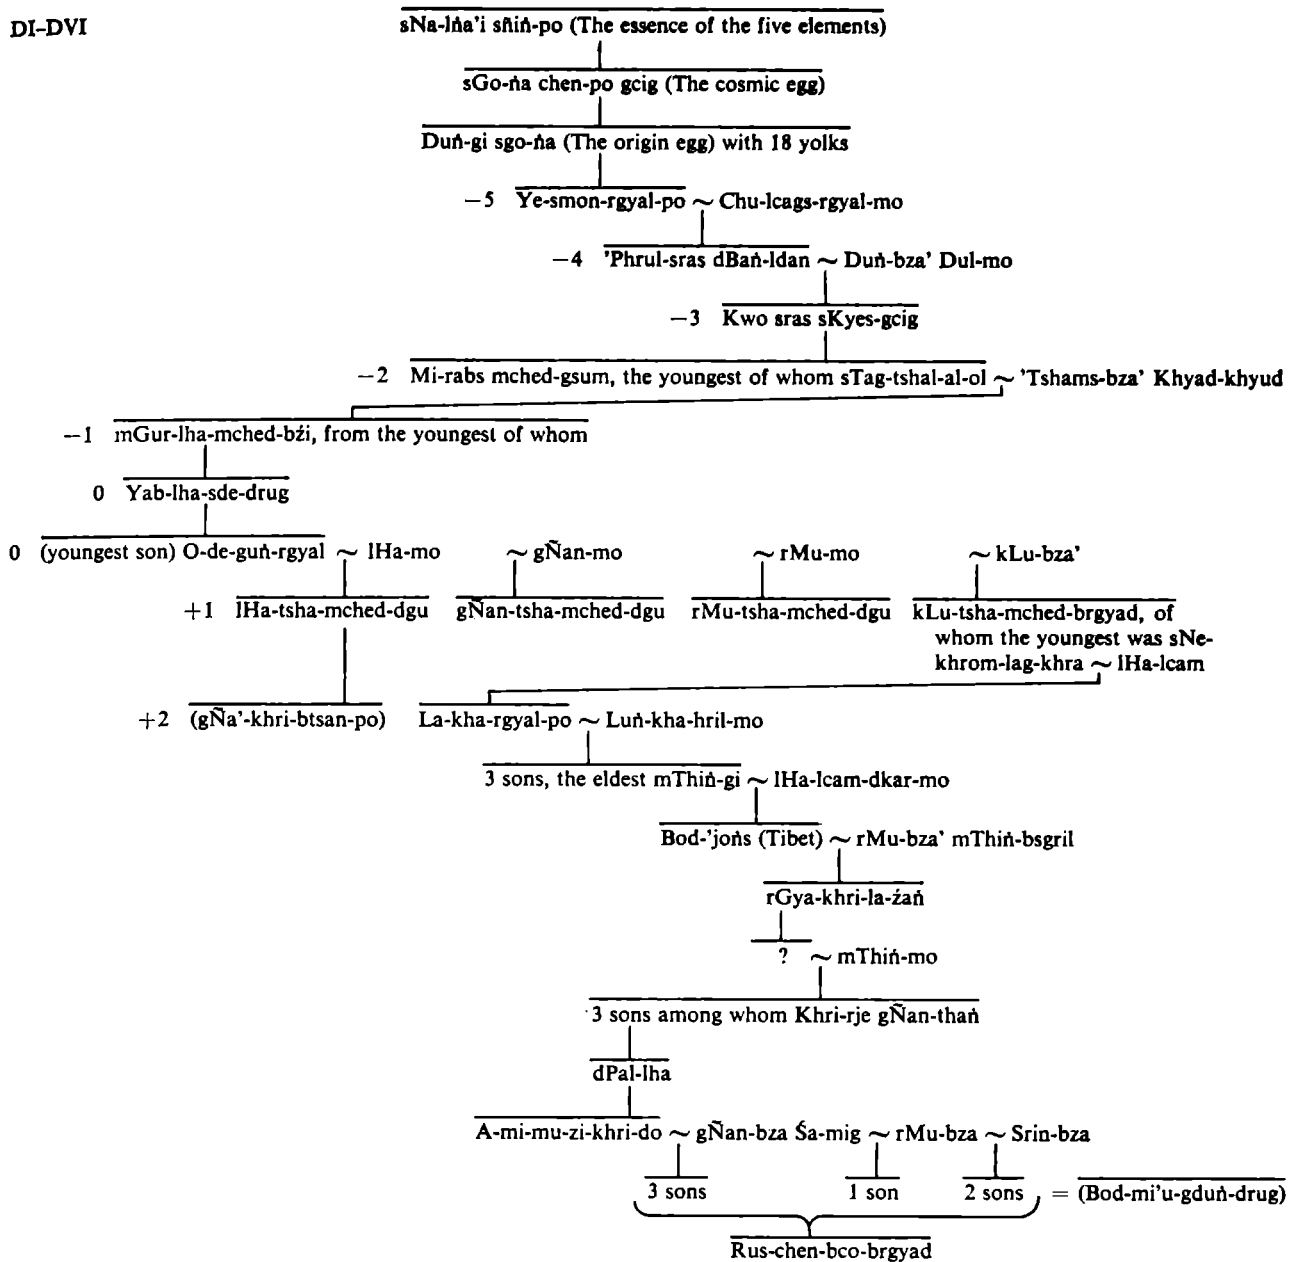 DI–DVI
sNa-lṅa'i sñiṅ-po (The essence of the five elements)
sGo-ṅa chen-po gcig (The cosmic egg)
Duṅ-gi sgo-ṅa (The origin egg) with 18 yolks
−5 Ye-smon-rgyal-po ~ Chu-lcags-rgyal-mo
−4 'Phrul-sras dBaṅ-ldan ~ Duṅ-bza' Dul-mo
−3 Kwo sras sKyes-gcig
−2 Mi-rabs mched-gsum, the youngest of whom sTag-tshal-al-ol ~ 'Tshams-bza' Khyad-khyud
−1 mGur-lha-mched-bźi, from the youngest of whom
0 Yab-lha-sde-drug
0 (youngest son) O-de-guṅ-rgyal ~ lHa-mo ~ gÑan-mo ~ rMu-mo ~ kLu-bza'
+1 lHa-tsha-mched-dgu gÑan-tsha-mched-dgu rMu-tsha-mched-dgu kLu-tsha-mched-brgyad, of
whom the youngest was sNe-
khrom-lag-khra ~ lHa-lcam
+2 (gÑa'-khri-btsan-po) La-kha-rgyal-po ~ Luṅ-kha-hril-mo
3 sons, the eldest mThiṅ-gi ~ lHa-lcam-dkar-mo
Bod-'joṅs (Tibet) ~ rMu-bza' mThiṅ-bsgril
rGya-khri-la-źaṅ
? ~ mThiṅ-mo
3 sons among whom Khri-rje gÑan-thaṅ
dPal-lha
A-mi-mu-zi-khri-do ~ gÑan-bza Śa-mig ~ rMu-bza ~ Srin-bza
3 sons 1 son 2 sons = (Bod-mi'u-gduṅ-drug)
Rus-chen-bco-brgyad